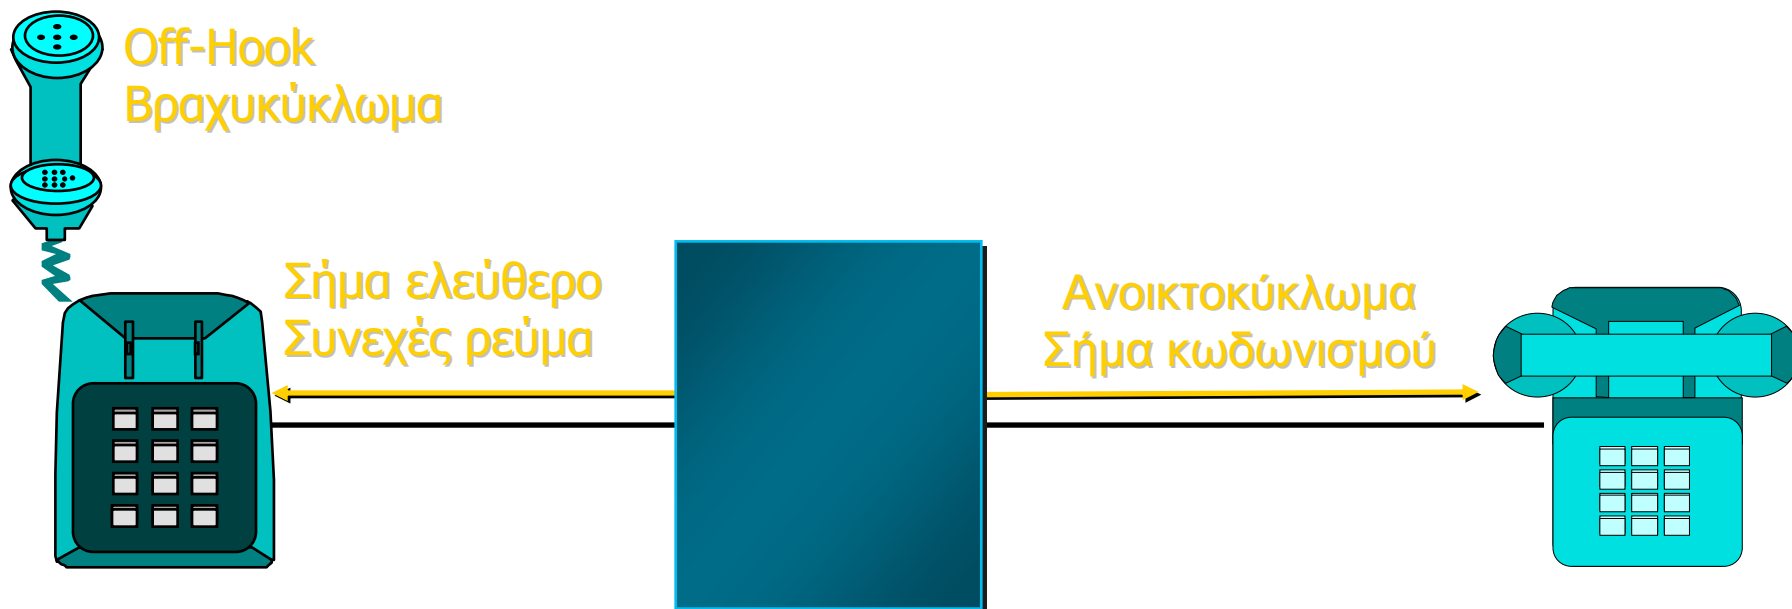 Off-Hook
Βραχυκύκλωμα
Σήμα ελεύθερο
Συνεχές ρεύμα
Ανοικτοκύκλωμα
Σήμα κωδωνισμού